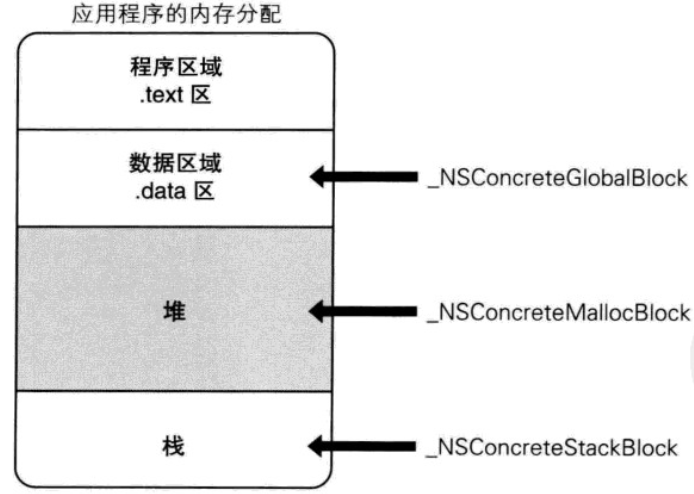 应用程序的内存分配
程序区域
.text 区
数据区域
.data 区
_NSConcreteGlobalBlock
堆
_NSConcreteMallocBlock
栈
_NSConcreteStackBlock